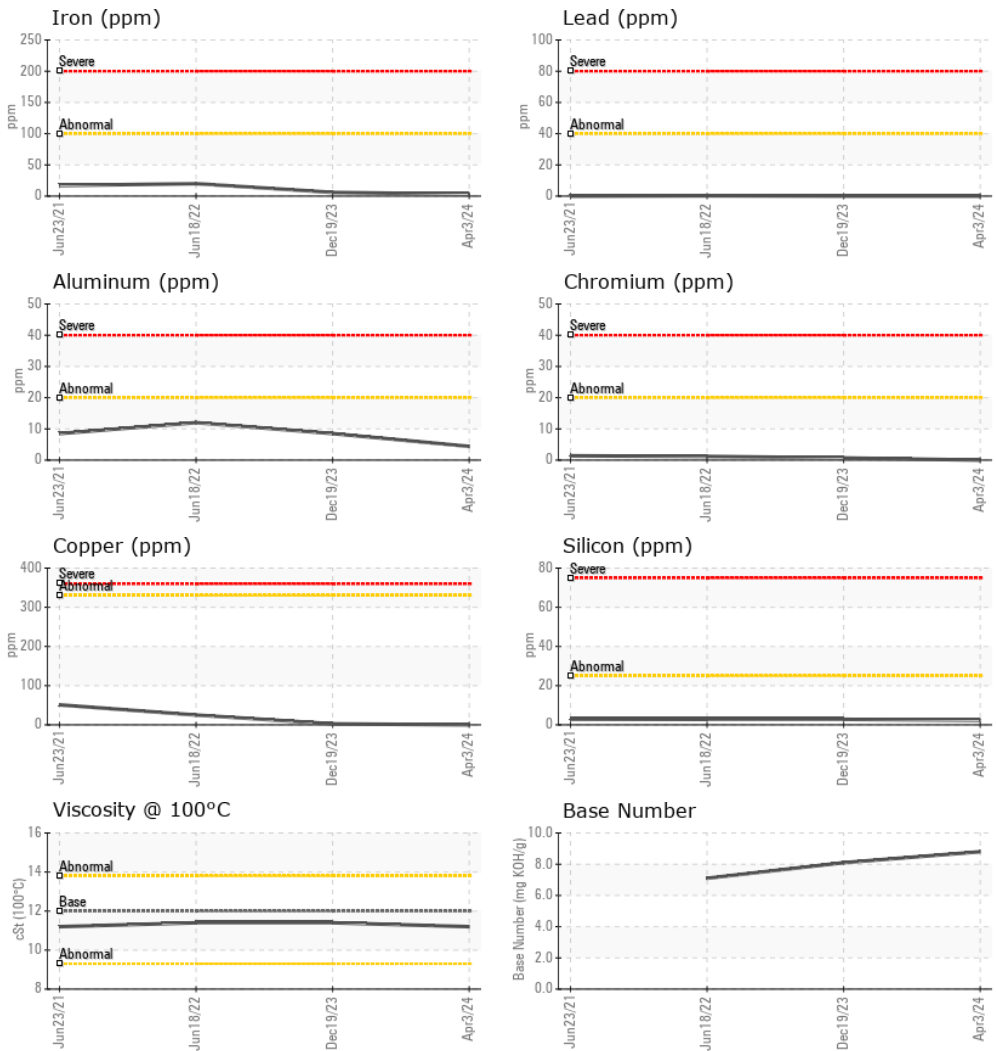 Iron (ppm)
250
200
150
100
50
0
ppm
Severe
Abnormal
Jun23/21
Jun18/22
Dec19/23
Apr3/24
Lead (ppm)
100
80
60
40
20
0
ppm
Severe
Abnormal
Jun23/21
Jun18/22
Dec19/23
Apr3/24
Aluminum (ppm)
50
40
30
20
10
0
ppm
Severe
Abnormal
Jun23/21
Jun18/22
Dec19/23
Apr3/24
Chromium (ppm)
50
40
30
20
10
0
ppm
Severe
Abnormal
Jun23/21
Jun18/22
Dec19/23
Apr3/24
Copper (ppm)
400
300
200
100
0
ppm
Severe
Abnormal
Jun23/21
Jun18/22
Dec19/23
Apr3/24
Silicon (ppm)
80
60
40
20
0
ppm
Severe
Abnormal
Jun23/21
Jun18/22
Dec19/23
Apr3/24
Viscosity @ 100°C
16
14
12
10
8
cSt (100°C)
Abnormal
Base
Abnormal
Jun23/21
Jun18/22
Dec19/23
Apr3/24
Base Number
10.0
8.0
6.0
4.0
2.0
0.0
Base Number (mg KOH/g)
Jun23/21
Jun18/22
Dec19/23
Apr3/24